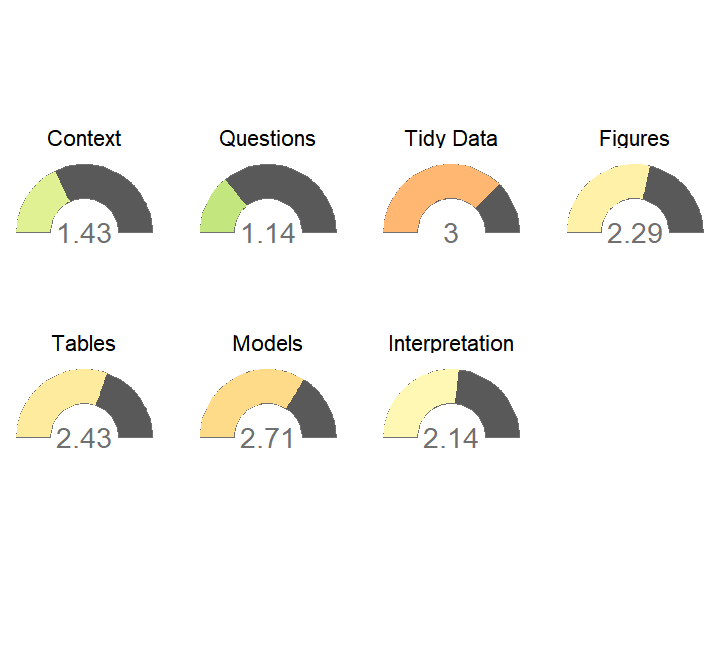 Context Questions Tidy Data Figures
1.43 1.14 3 2.29
Tables Models Interpretation
2.43 2.71 2.14